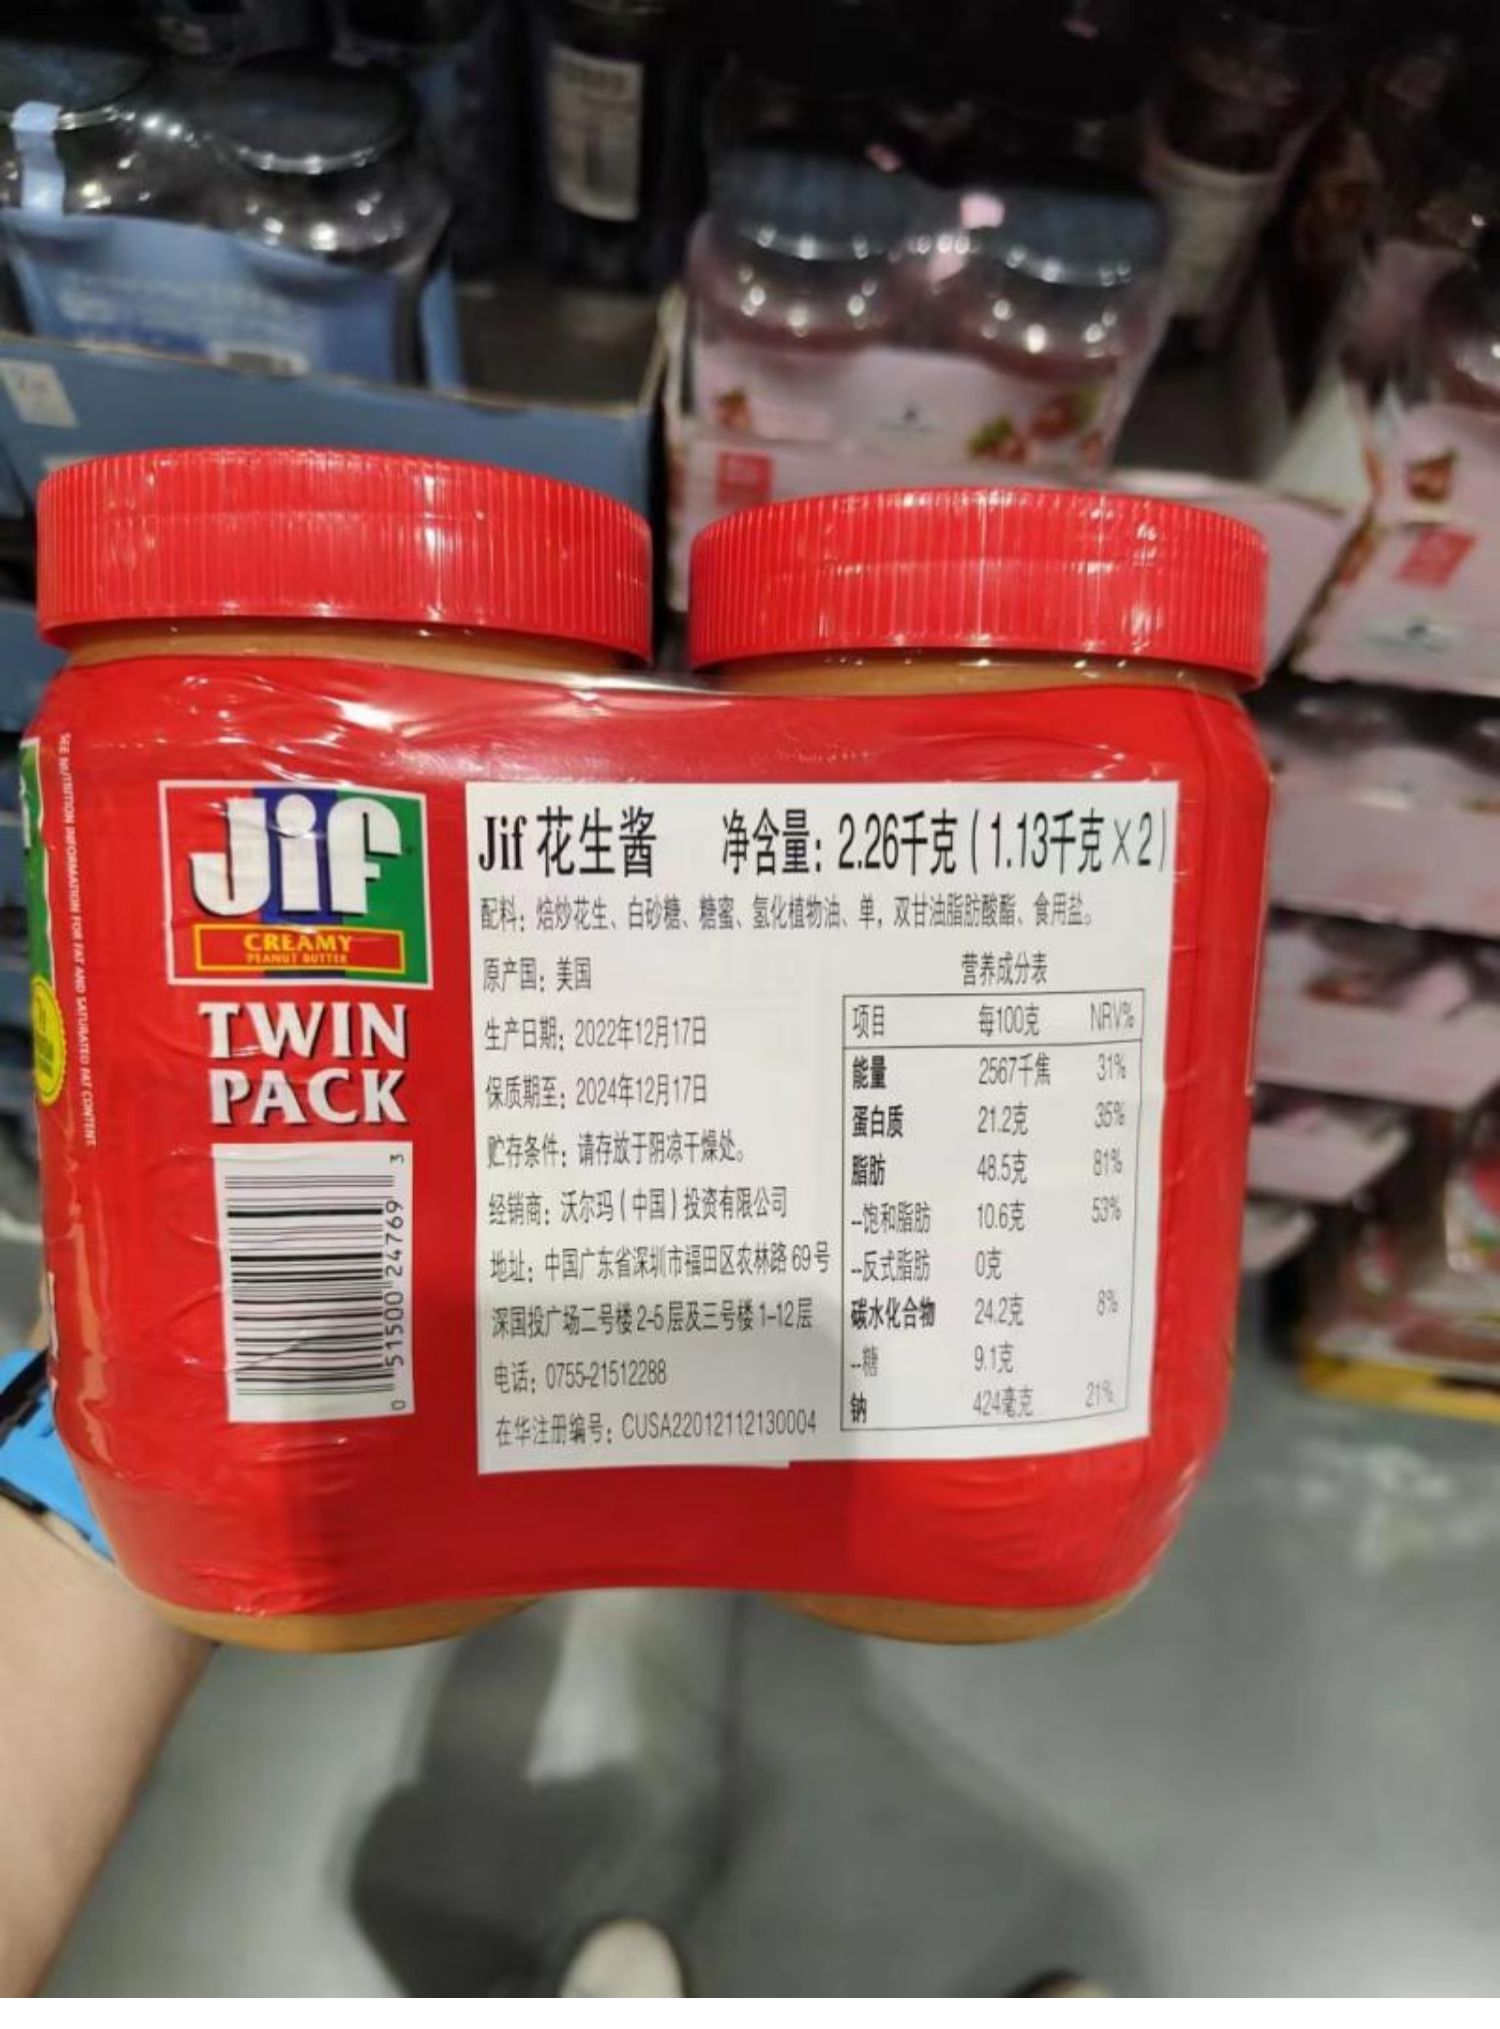 SEE NUTRITION INFORMATION FOR FAT AND SATURATED FAT CONTENT
Jif
CREAMY
PEANUT BUTTER
TWIN
PACK
0 51500 24769 3
Jif 花生酱 净含量：2.26千克（1.13千克×2）
配料：焙炒花生、白砂糖、糖蜜、氢化植物油、单，双甘油脂肪酸酯、食用盐。
原产国：美国
生产日期：2022年12月17日
保质期至：2024年12月17日
贮存条件：请存放于阴凉干燥处。
经销商：沃尔玛（中国）投资有限公司
地址：中国广东省深圳市福田区农林路69号
深国投广场二号楼2-5层及三号楼1-12层
电话：0755-21512288
在华注册编号：CUSA22012112130004
营养成分表
项目 每100克 NRV%
能量 2567千焦 31%
蛋白质 21.2克 35%
脂肪 48.5克 81%
--饱和脂肪 10.6克 53%
--反式脂肪 0克
碳水化合物 24.2克 8%
--糖 9.1克
钠 424毫克 21%